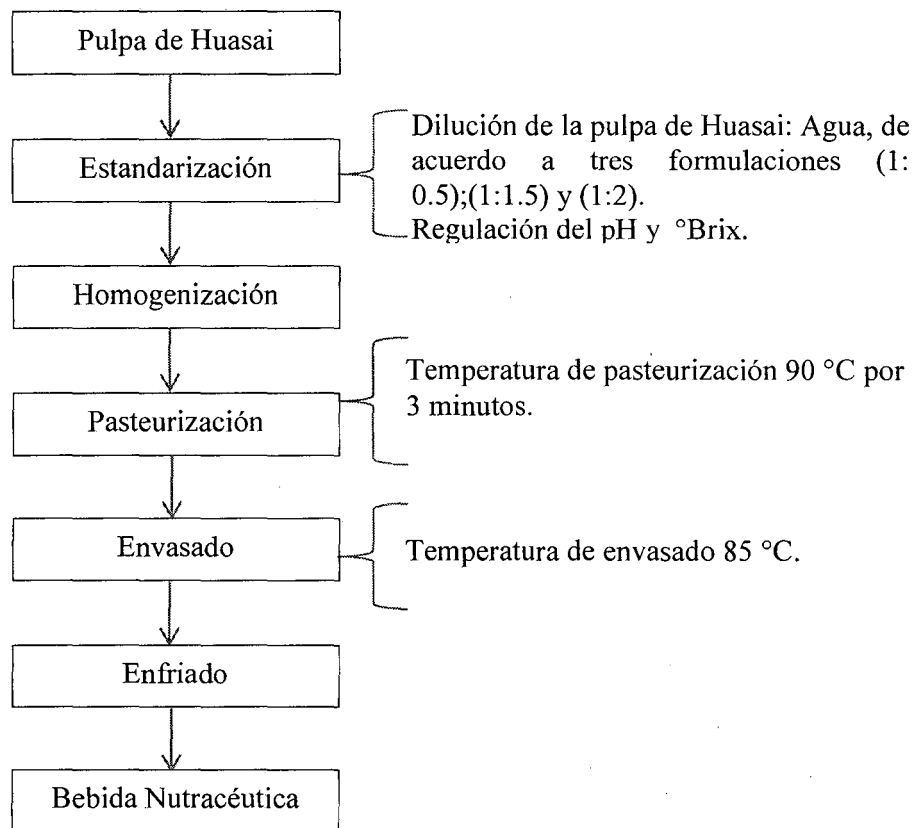 Pulpa de Huasai
Estandarización
Dilución de la pulpa de Huasai: Agua, de
acuerdo a tres formulaciones (1:
0.5);(1:1.5) y (1:2).
Regulación del pH y °Brix.
Homogenización
Pasteurización
Temperatura de pasteurización 90 °C por
3 minutos.
Envasado
Temperatura de envasado 85 °C.
Enfriado
Bebida Nutracéutica